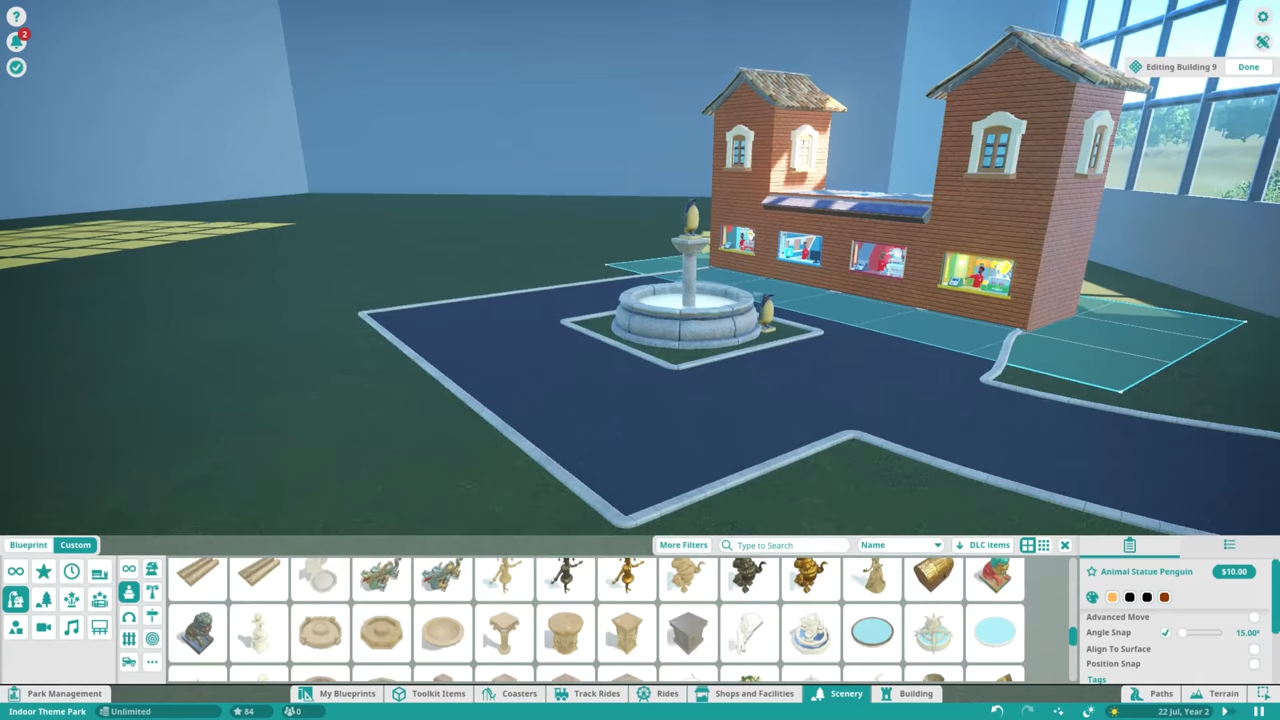 ?
2
Editing Building 9 Done
Blueprint Custom
More Filters Type to Search Name DLC items
Animal Statue Penguin $10.00
Advanced Move
Angle Snap 15.00º
Align To Surface
Position Snap
Tags
Park Management My Blueprints Toolkit Items Coasters Track Rides Rides Shops and Facilities Scenery Building Paths Terrain
Indoor Theme Park Unlimited 84 0 22 Jul, Year 2